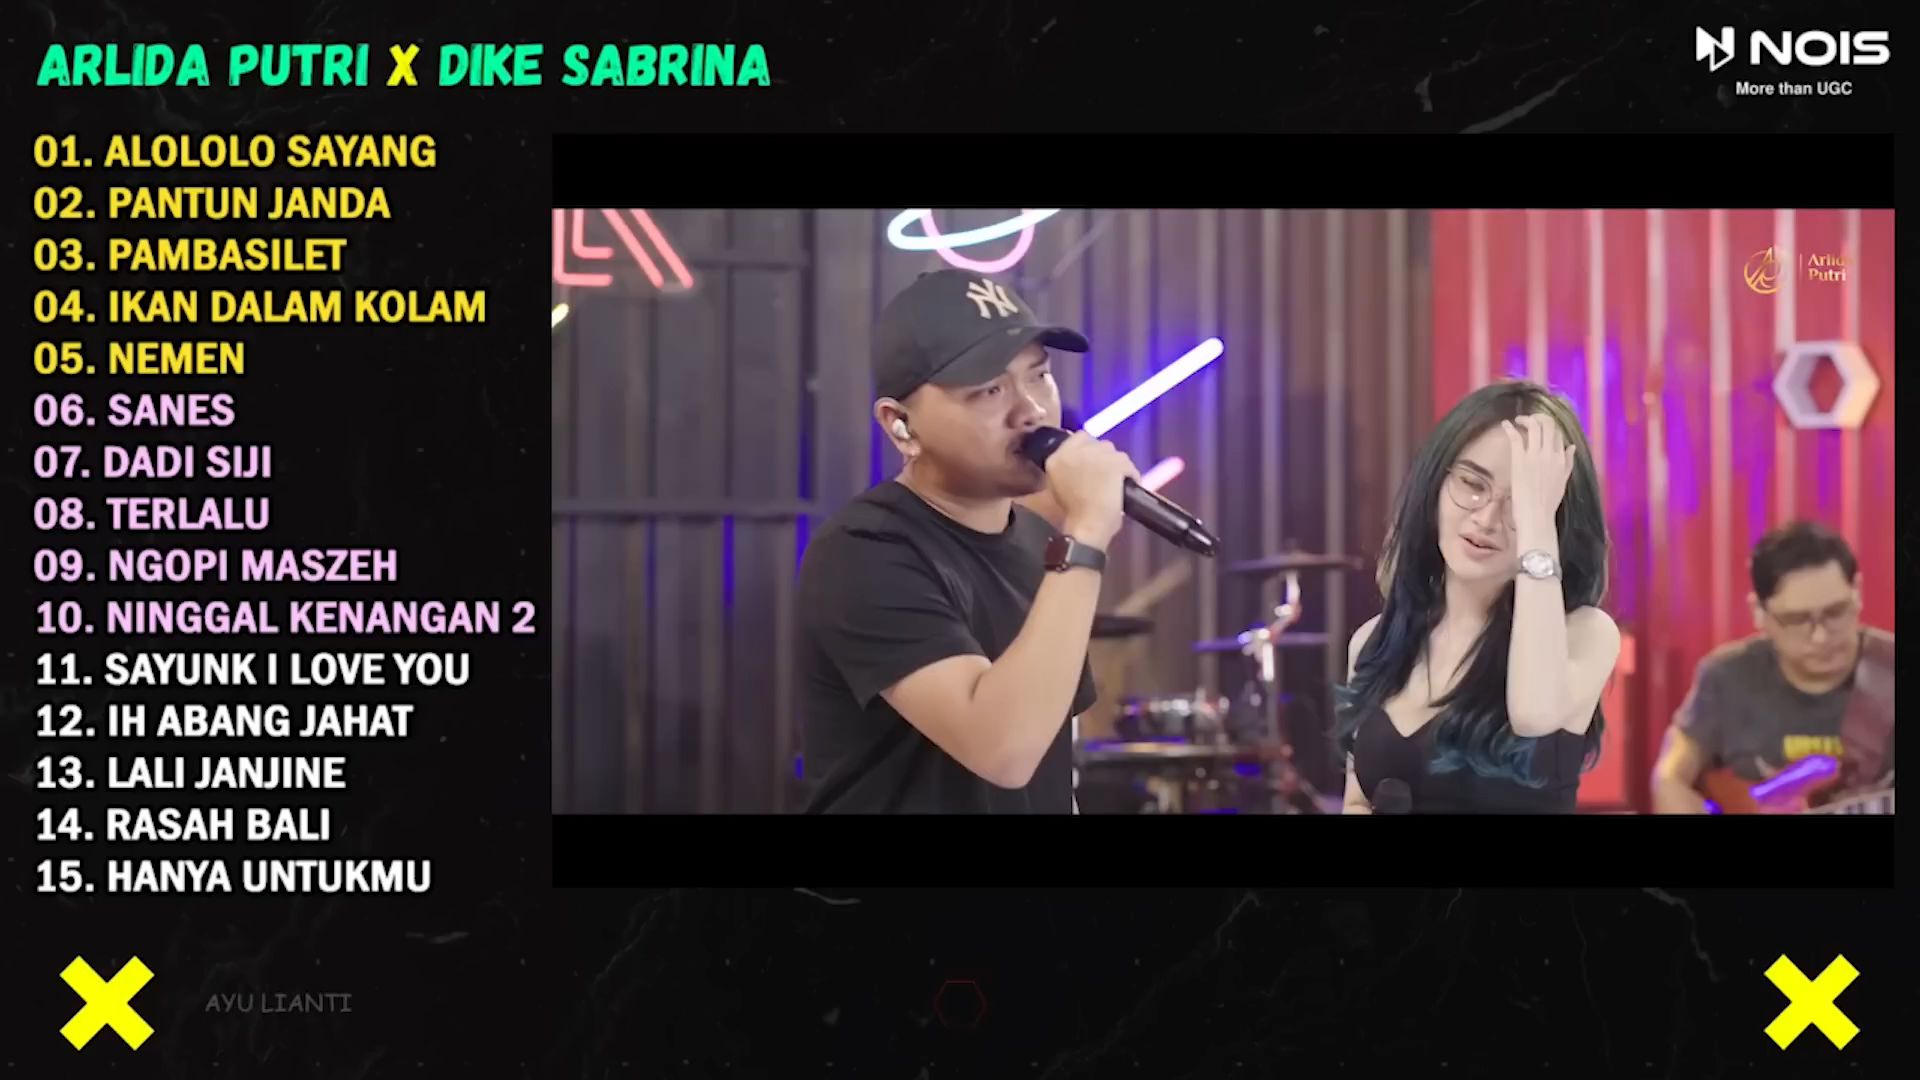 ARLIDA PUTRI X DIKE SABRINA
NOIS
More than UGC
01. ALOLOLO SAYANG
02. PANTUN JANDA
03. PAMBASILET
04. IKAN DALAM KOLAM
05. NEMEN
06. SANES
07. DADI SIJI
08. TERLALU
09. NGOPI MASZEH
10. NINGGAL KENANGAN 2
11. SAYUNK I LOVE YOU
12. IH ABANG JAHAT
13. LALI JANJINE
14. RASAH BALI
15. HANYA UNTUKMU
NY
Arlida
Putri
AYU LIANTI